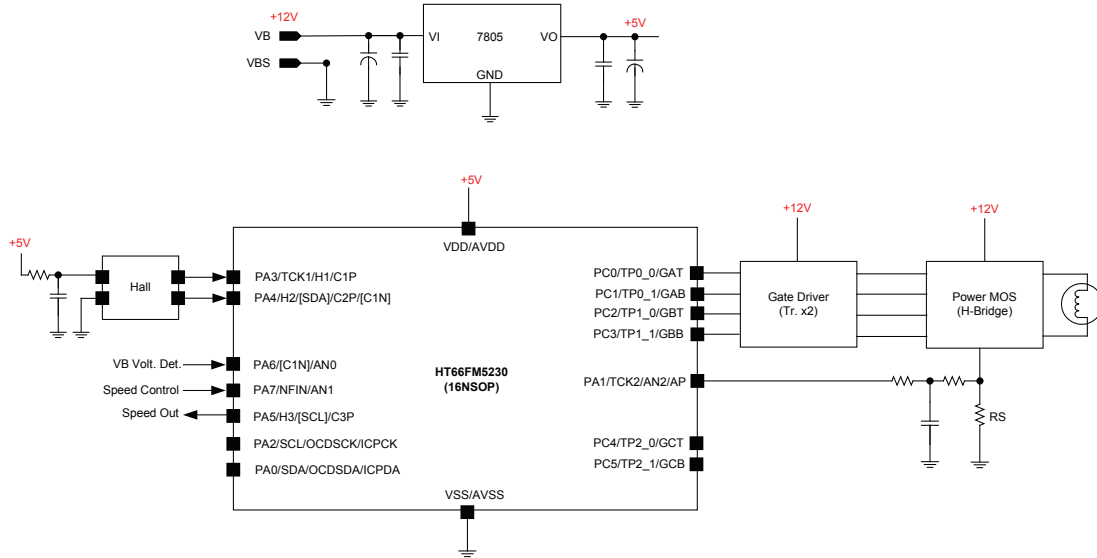 +12V
VB
VBS
VI
7805
VO
GND
+5V
+5V
VDD/AVDD
+5V
Hall
PA3/TCK1/H1/C1P
PA4/H2/[SDA]/C2P/[C1N]
VB Volt. Det.
PA6/[C1N]/AN0
Speed Control
PA7/NFIN/AN1
Speed Out
PA5/H3/[SCL]/C3P
PA2/SCL/OCDSCK/ICPCK
PA0/SDA/OCDSDA/ICPDA
HT66FM5230
(16NSOP)
VSS/AVSS
PC0/TP0_0/GAT
PC1/TP0_1/GAB
PC2/TP1_0/GBT
PC3/TP1_1/GBB
PA1/TCK2/AN2/AP
PC4/TP2_0/GCT
PC5/TP2_1/GCB
+12V
Gate Driver
(Tr. x2)
+12V
Power MOS
(H-Bridge)
RS